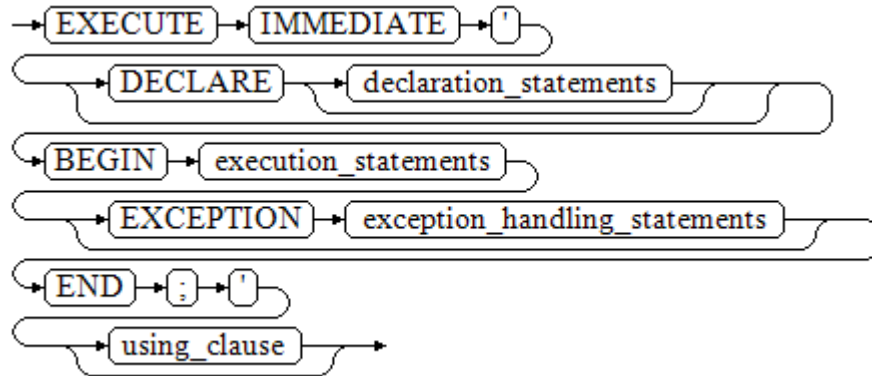 EXECUTE IMMEDIATE '
DECLARE declaration_statements
BEGIN execution_statements
EXCEPTION exception_handling_statements
END ; '
using_clause